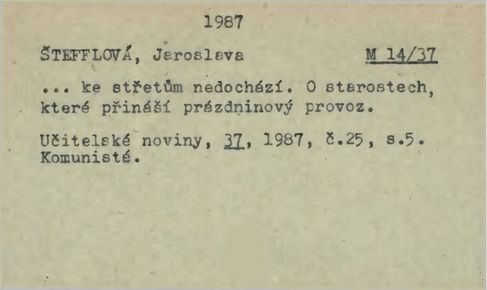 1987
ŠTEFFLOVÁ, Jaroslava M 14/37
... ke střetům nedochází. O starostech,
které přináší prázdninový provoz.
Učitelské noviny, 37, 1987, č.25, s.5.
Komunisté.